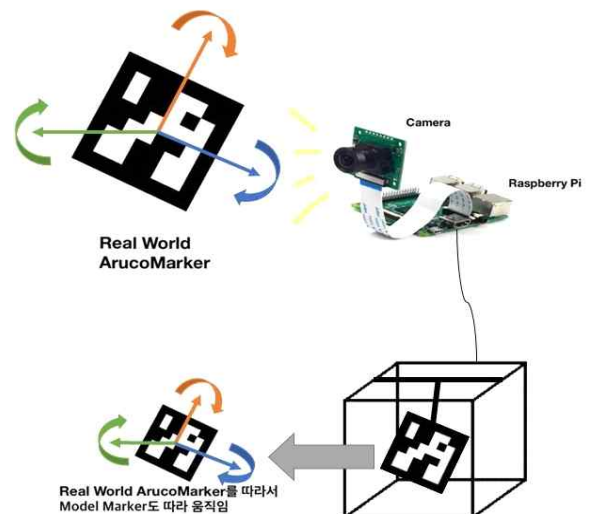 Camera
Raspberry Pi
Real World
ArucoMarker
Real World ArucoMarker를 따라서
Model Marker도 따라 움직임